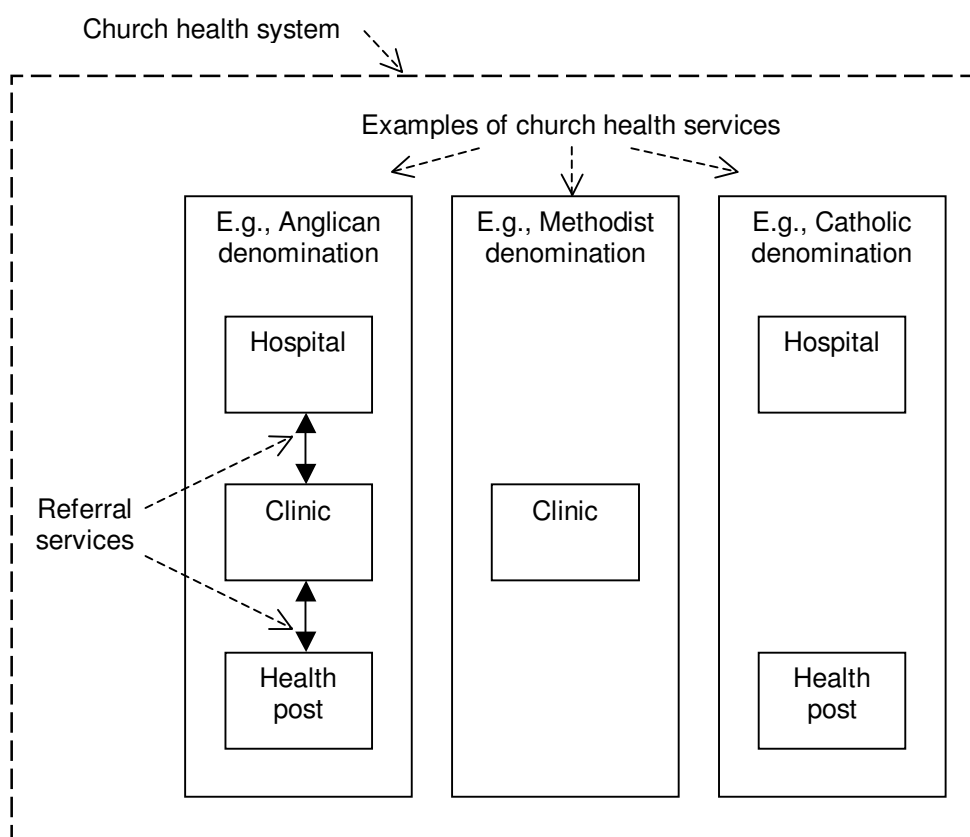 Church health system
Examples of church health services
E.g., Anglican
denomination
E.g., Methodist
denomination
E.g., Catholic
denomination
Hospital
Hospital
Referral
services
Clinic
Clinic
Health
post
Health
post